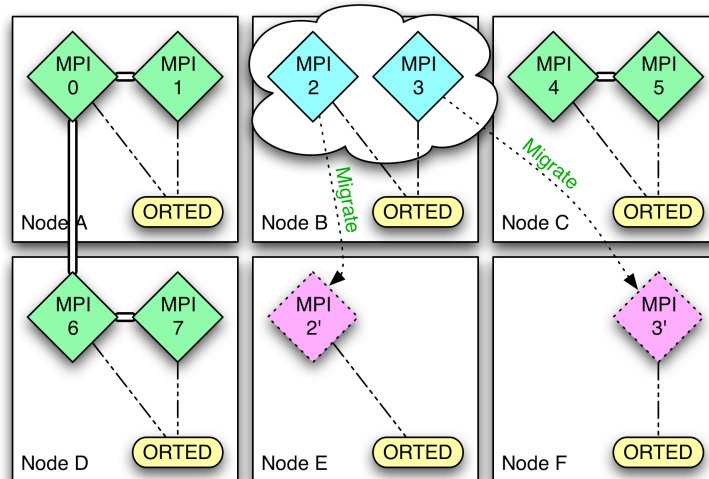 MPI
0
MPI
1
ORTED
Node A
MPI
2
MPI
3
Migrate
ORTED
Node B
MPI
4
MPI
5
Migrate
ORTED
Node C
MPI
6
MPI
7
ORTED
Node D
MPI
2'
ORTED
Node E
MPI
3'
ORTED
Node F